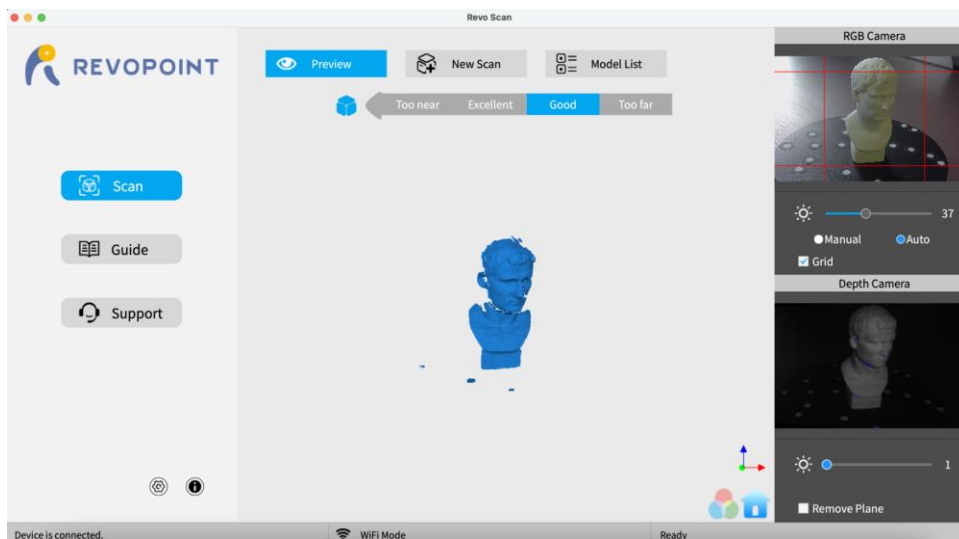 Revo Scan
REVOPOINT
Preview
New Scan
Model List
Too near
Excellent
Good
Too far
Scan
Guide
Support
RGB Camera
37
Manual
Auto
Grid
Depth Camera
1
Remove Plane
Device is connected.
WiFi Mode
Ready